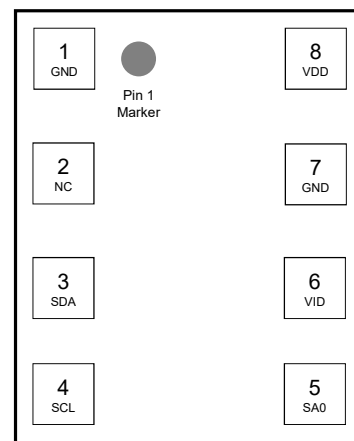 1
GND
Pin 1
Marker
8
VDD
2
NC
7
GND
3
SDA
6
VID
4
SCL
5
SA0